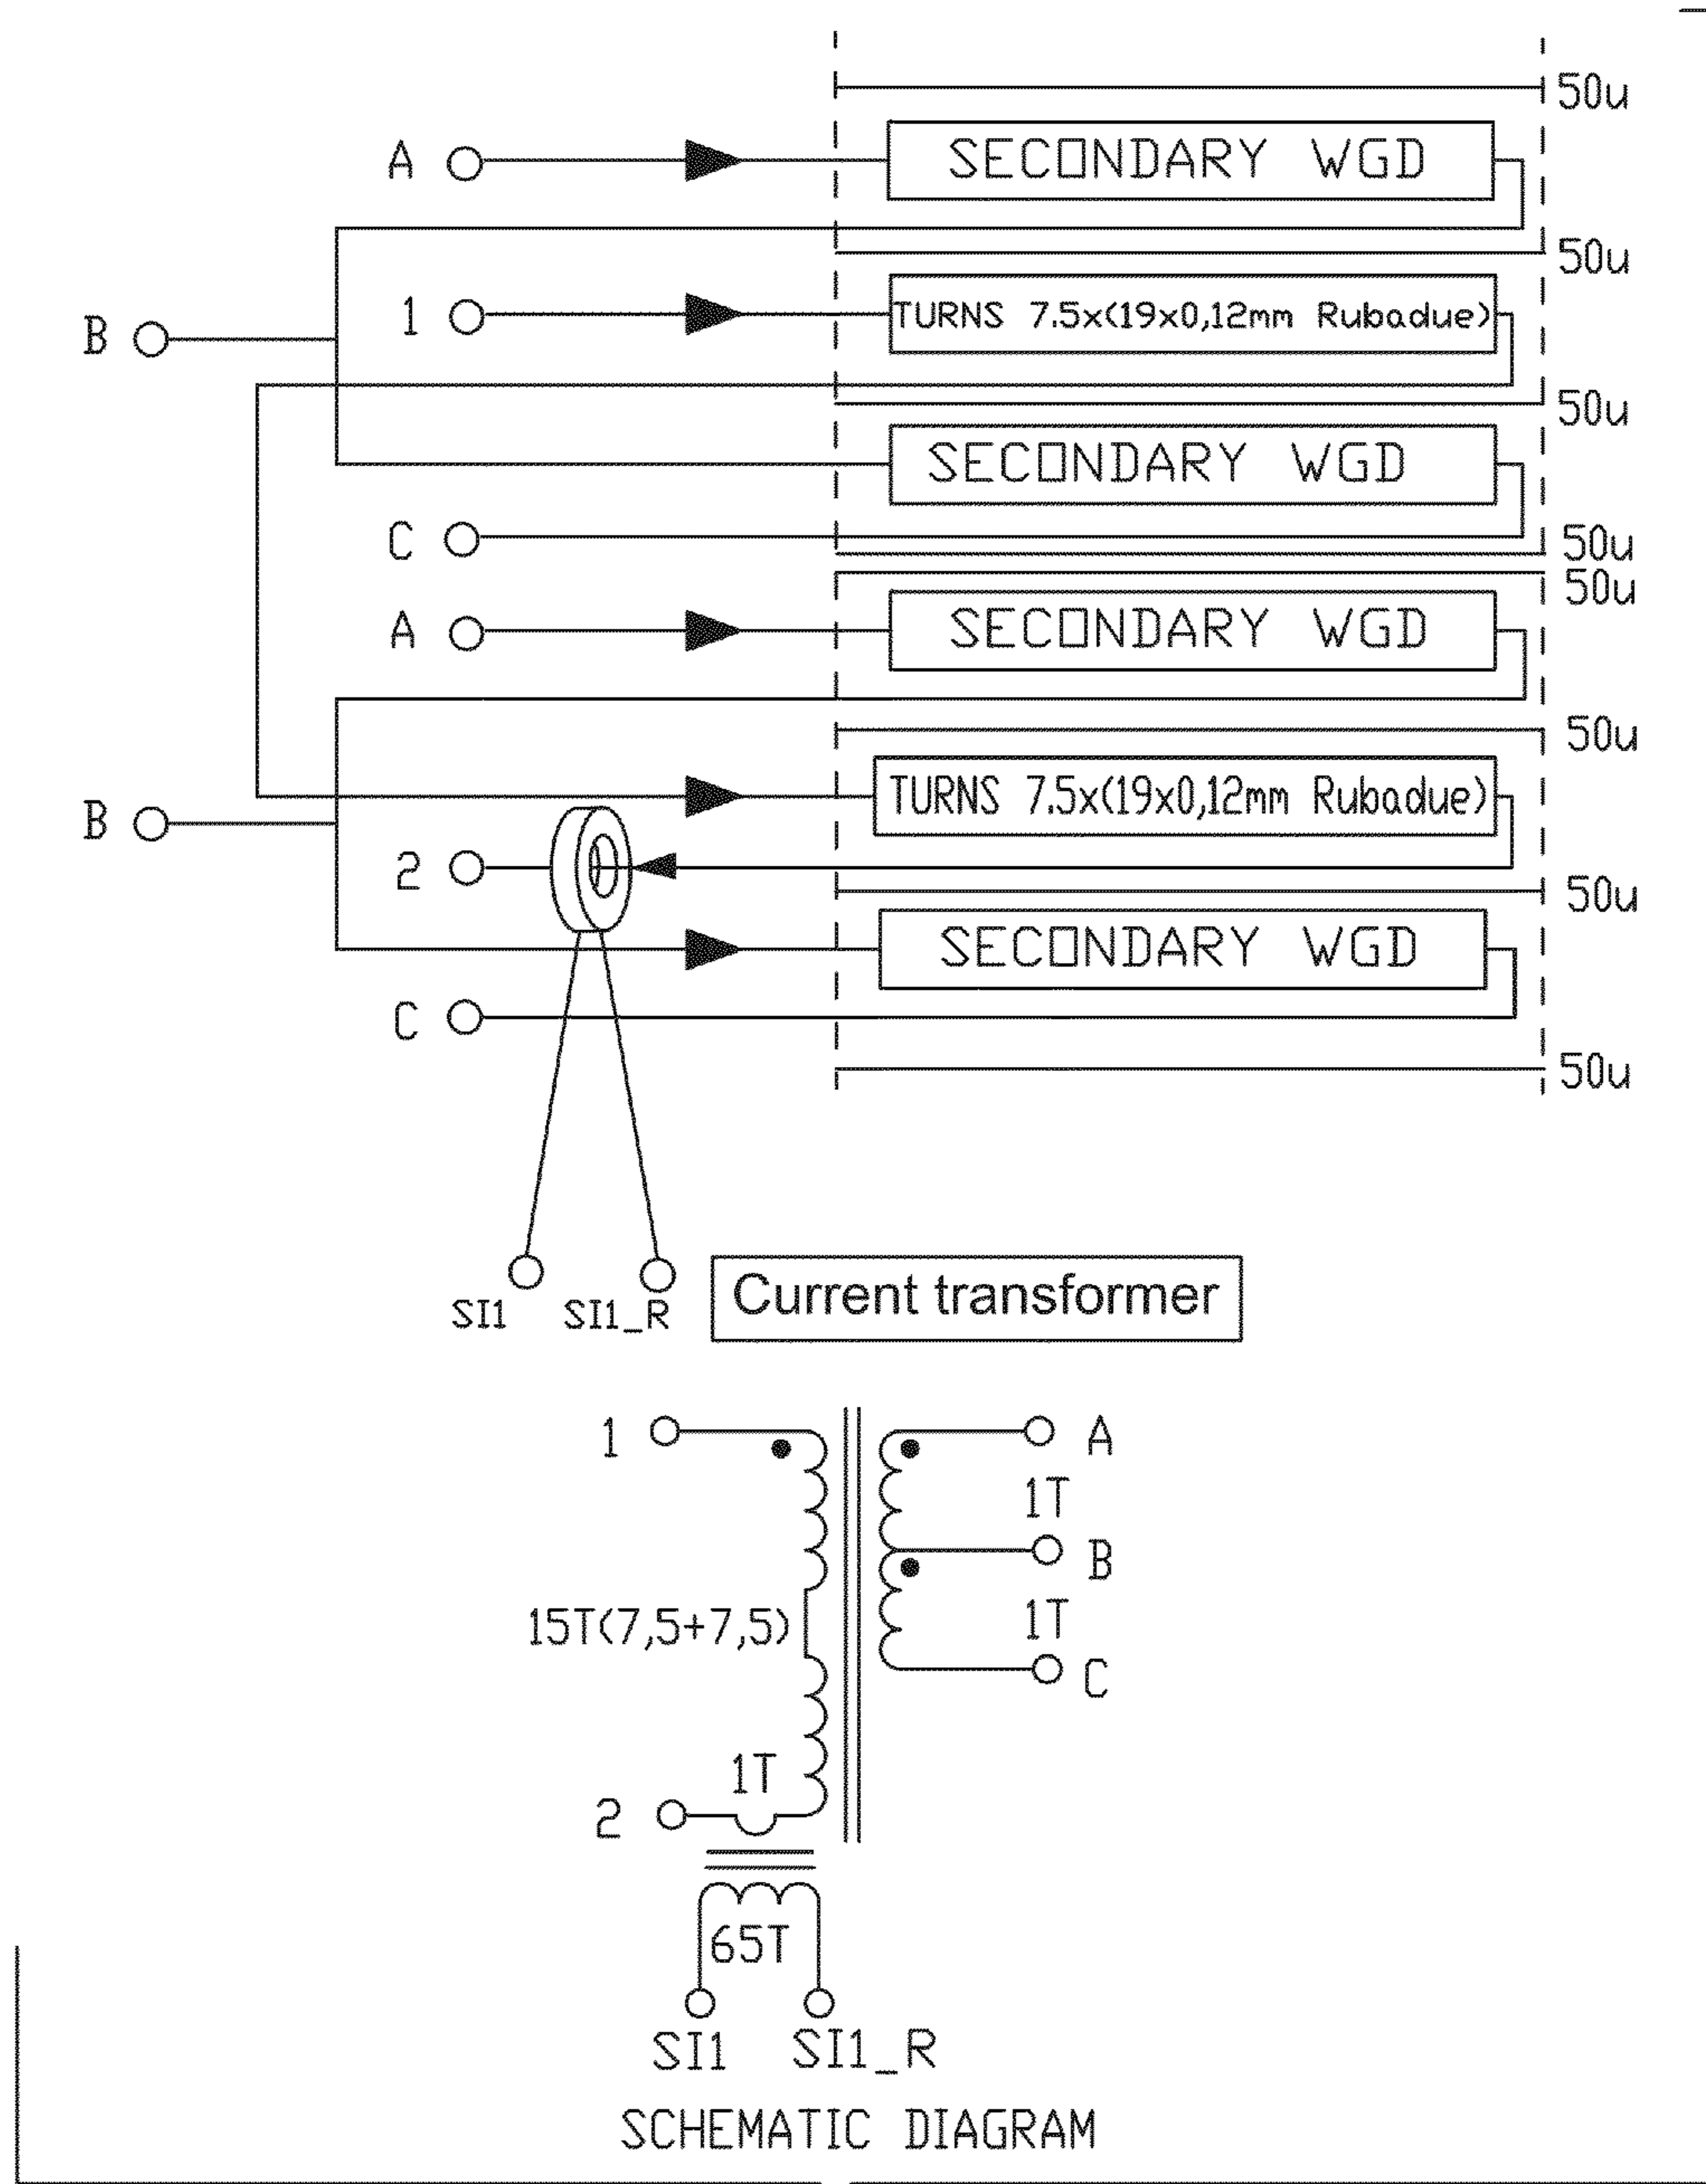 50u
A SECONDARY WGD
50u
1 TURNS 7.5x(19x0,12mm Rubadue)
B
50u
SECONDARY WGD
C 50u
50u
A SECONDARY WGD
50u
TURNS 7.5x(19x0,12mm Rubadue)
B
2
50u
SECONDARY WGD
C
50u
SI1 SI1_R
Current transformer
1 A
1T
B
15T(7,5+7,5) 1T
C
1T
2
65T
SI1 SI1_R
SCHEMATIC DIAGRAM